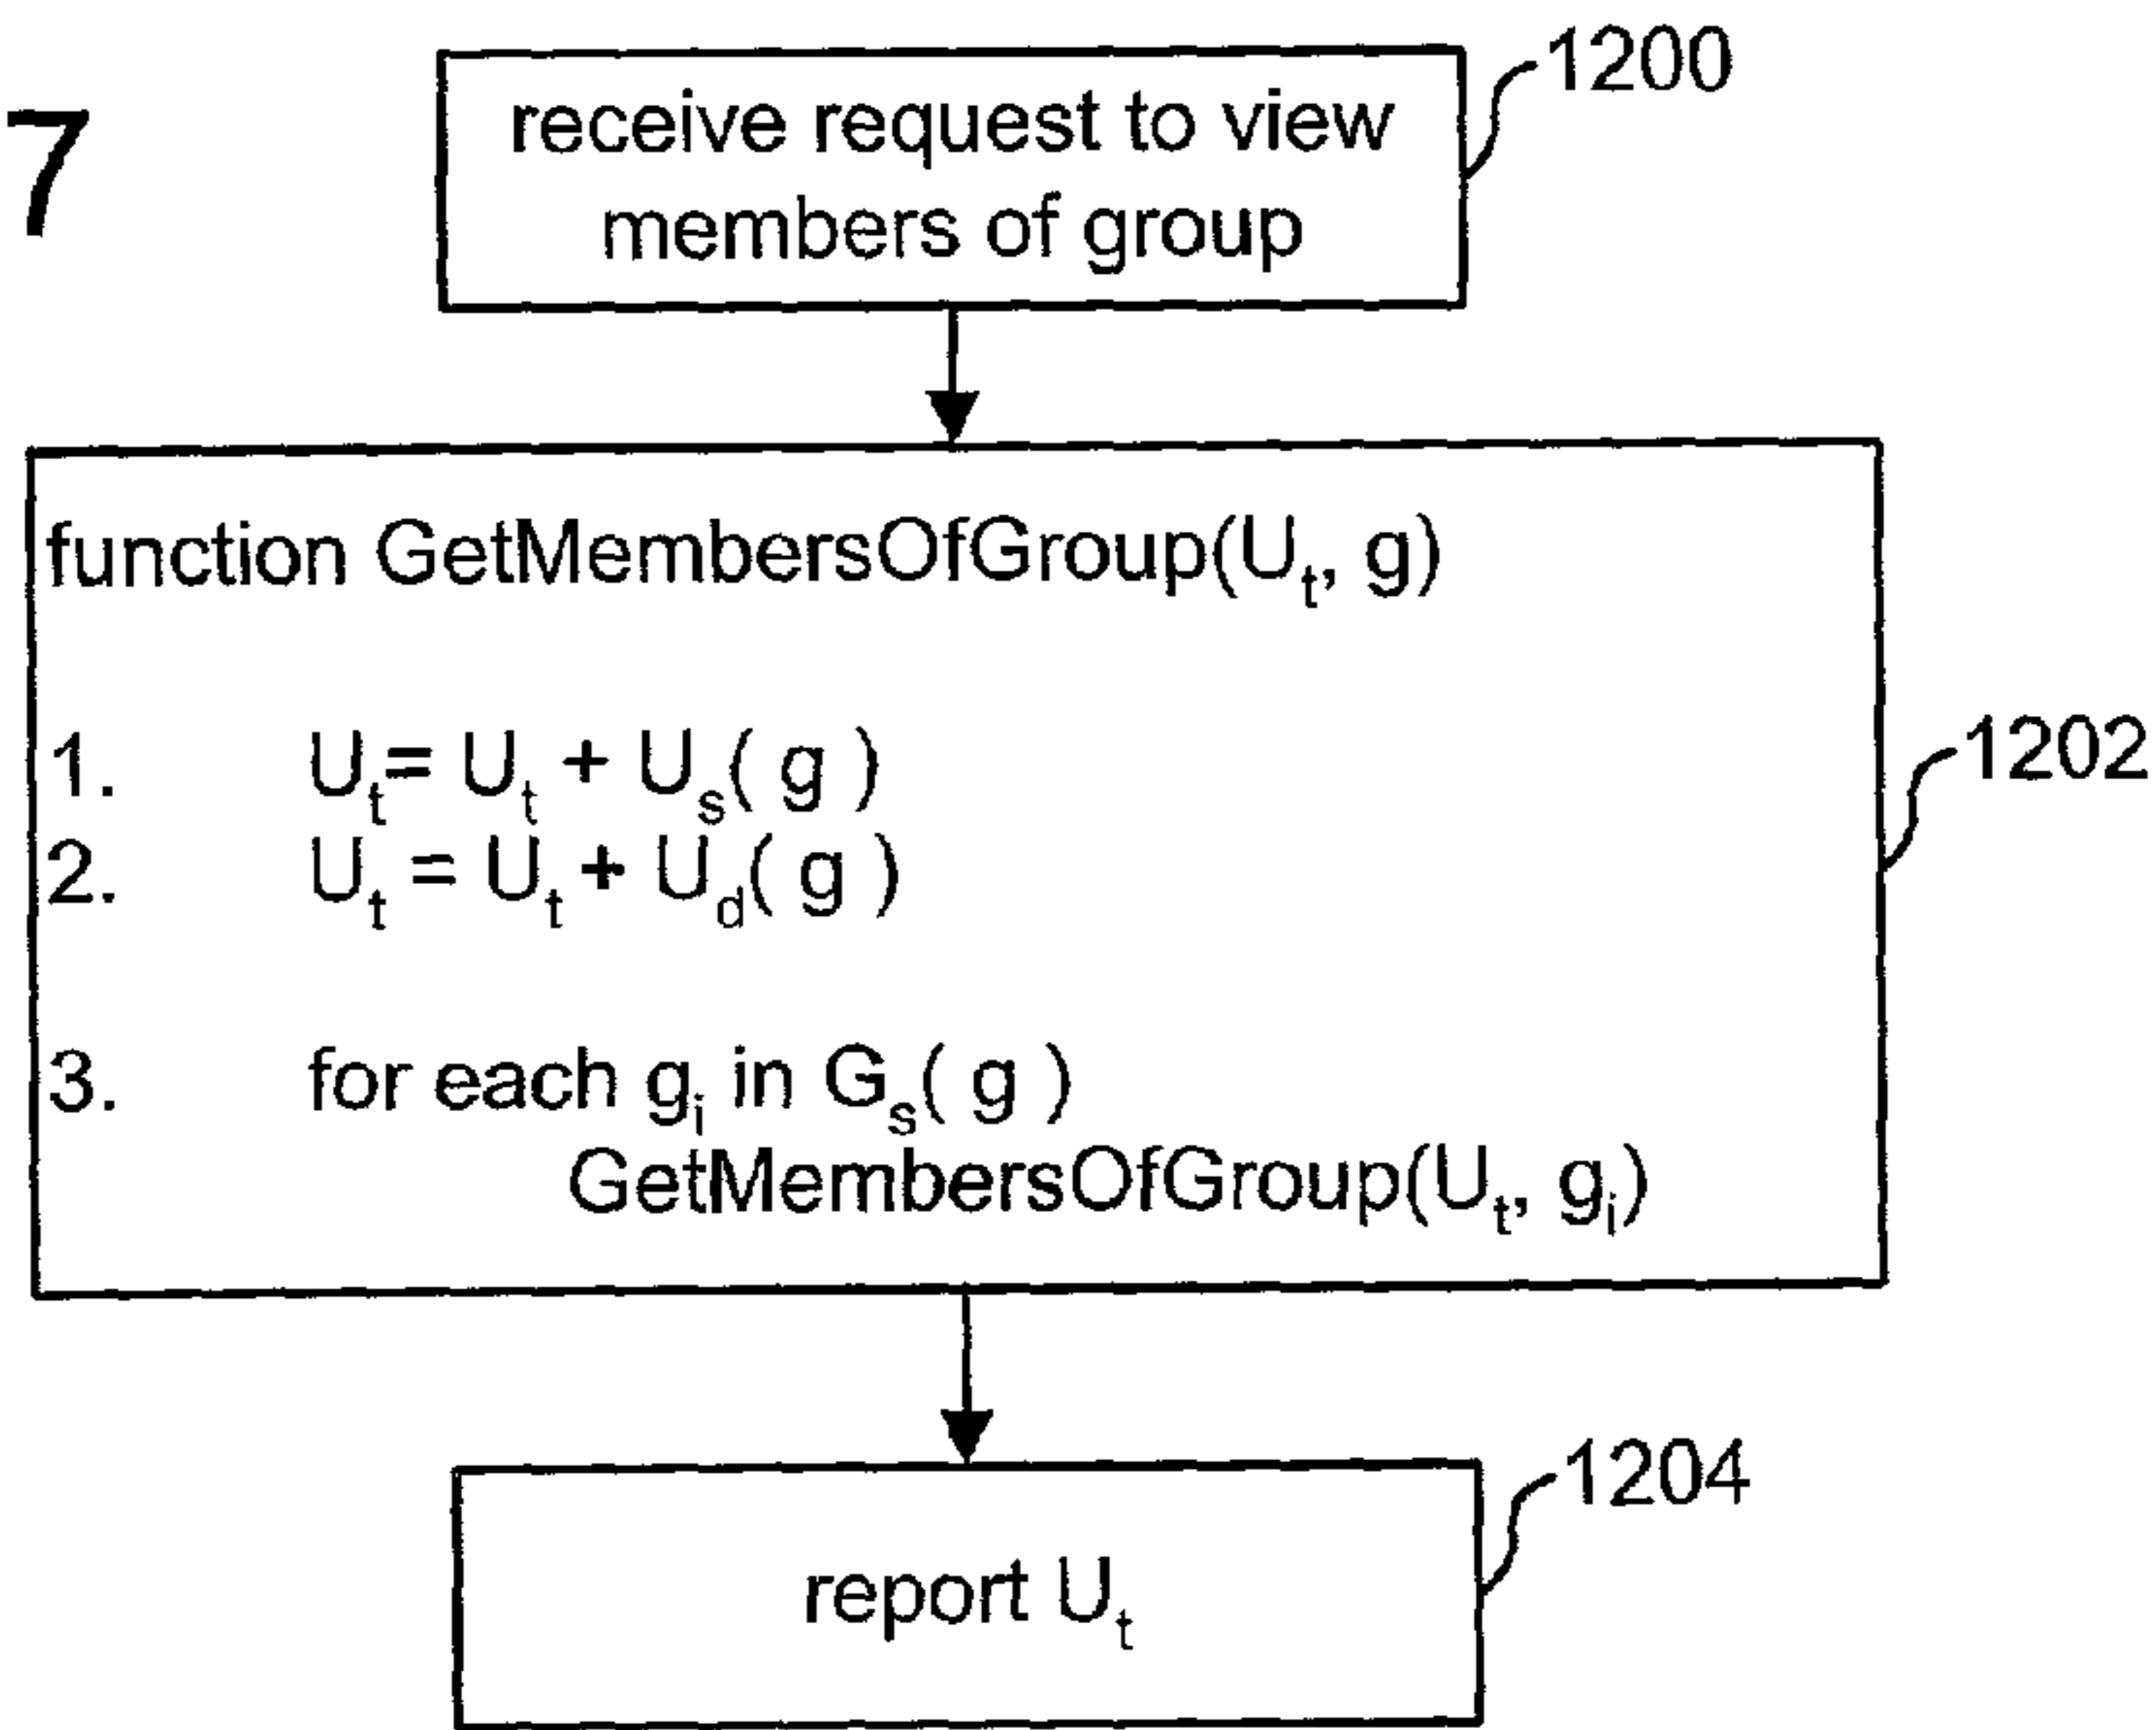 7
receive request to view
members of group
1200
function GetMembersOfGroup(Uₜ, g)
1. Uₜ= Uₜ + Uₛ( g )
2. Uₜ = Uₜ + U_d( g )
1202
3. for each gᵢ in Gₛ( g )
GetMembersOfGroup(Uₜ, gᵢ)
1204
report Uₜ